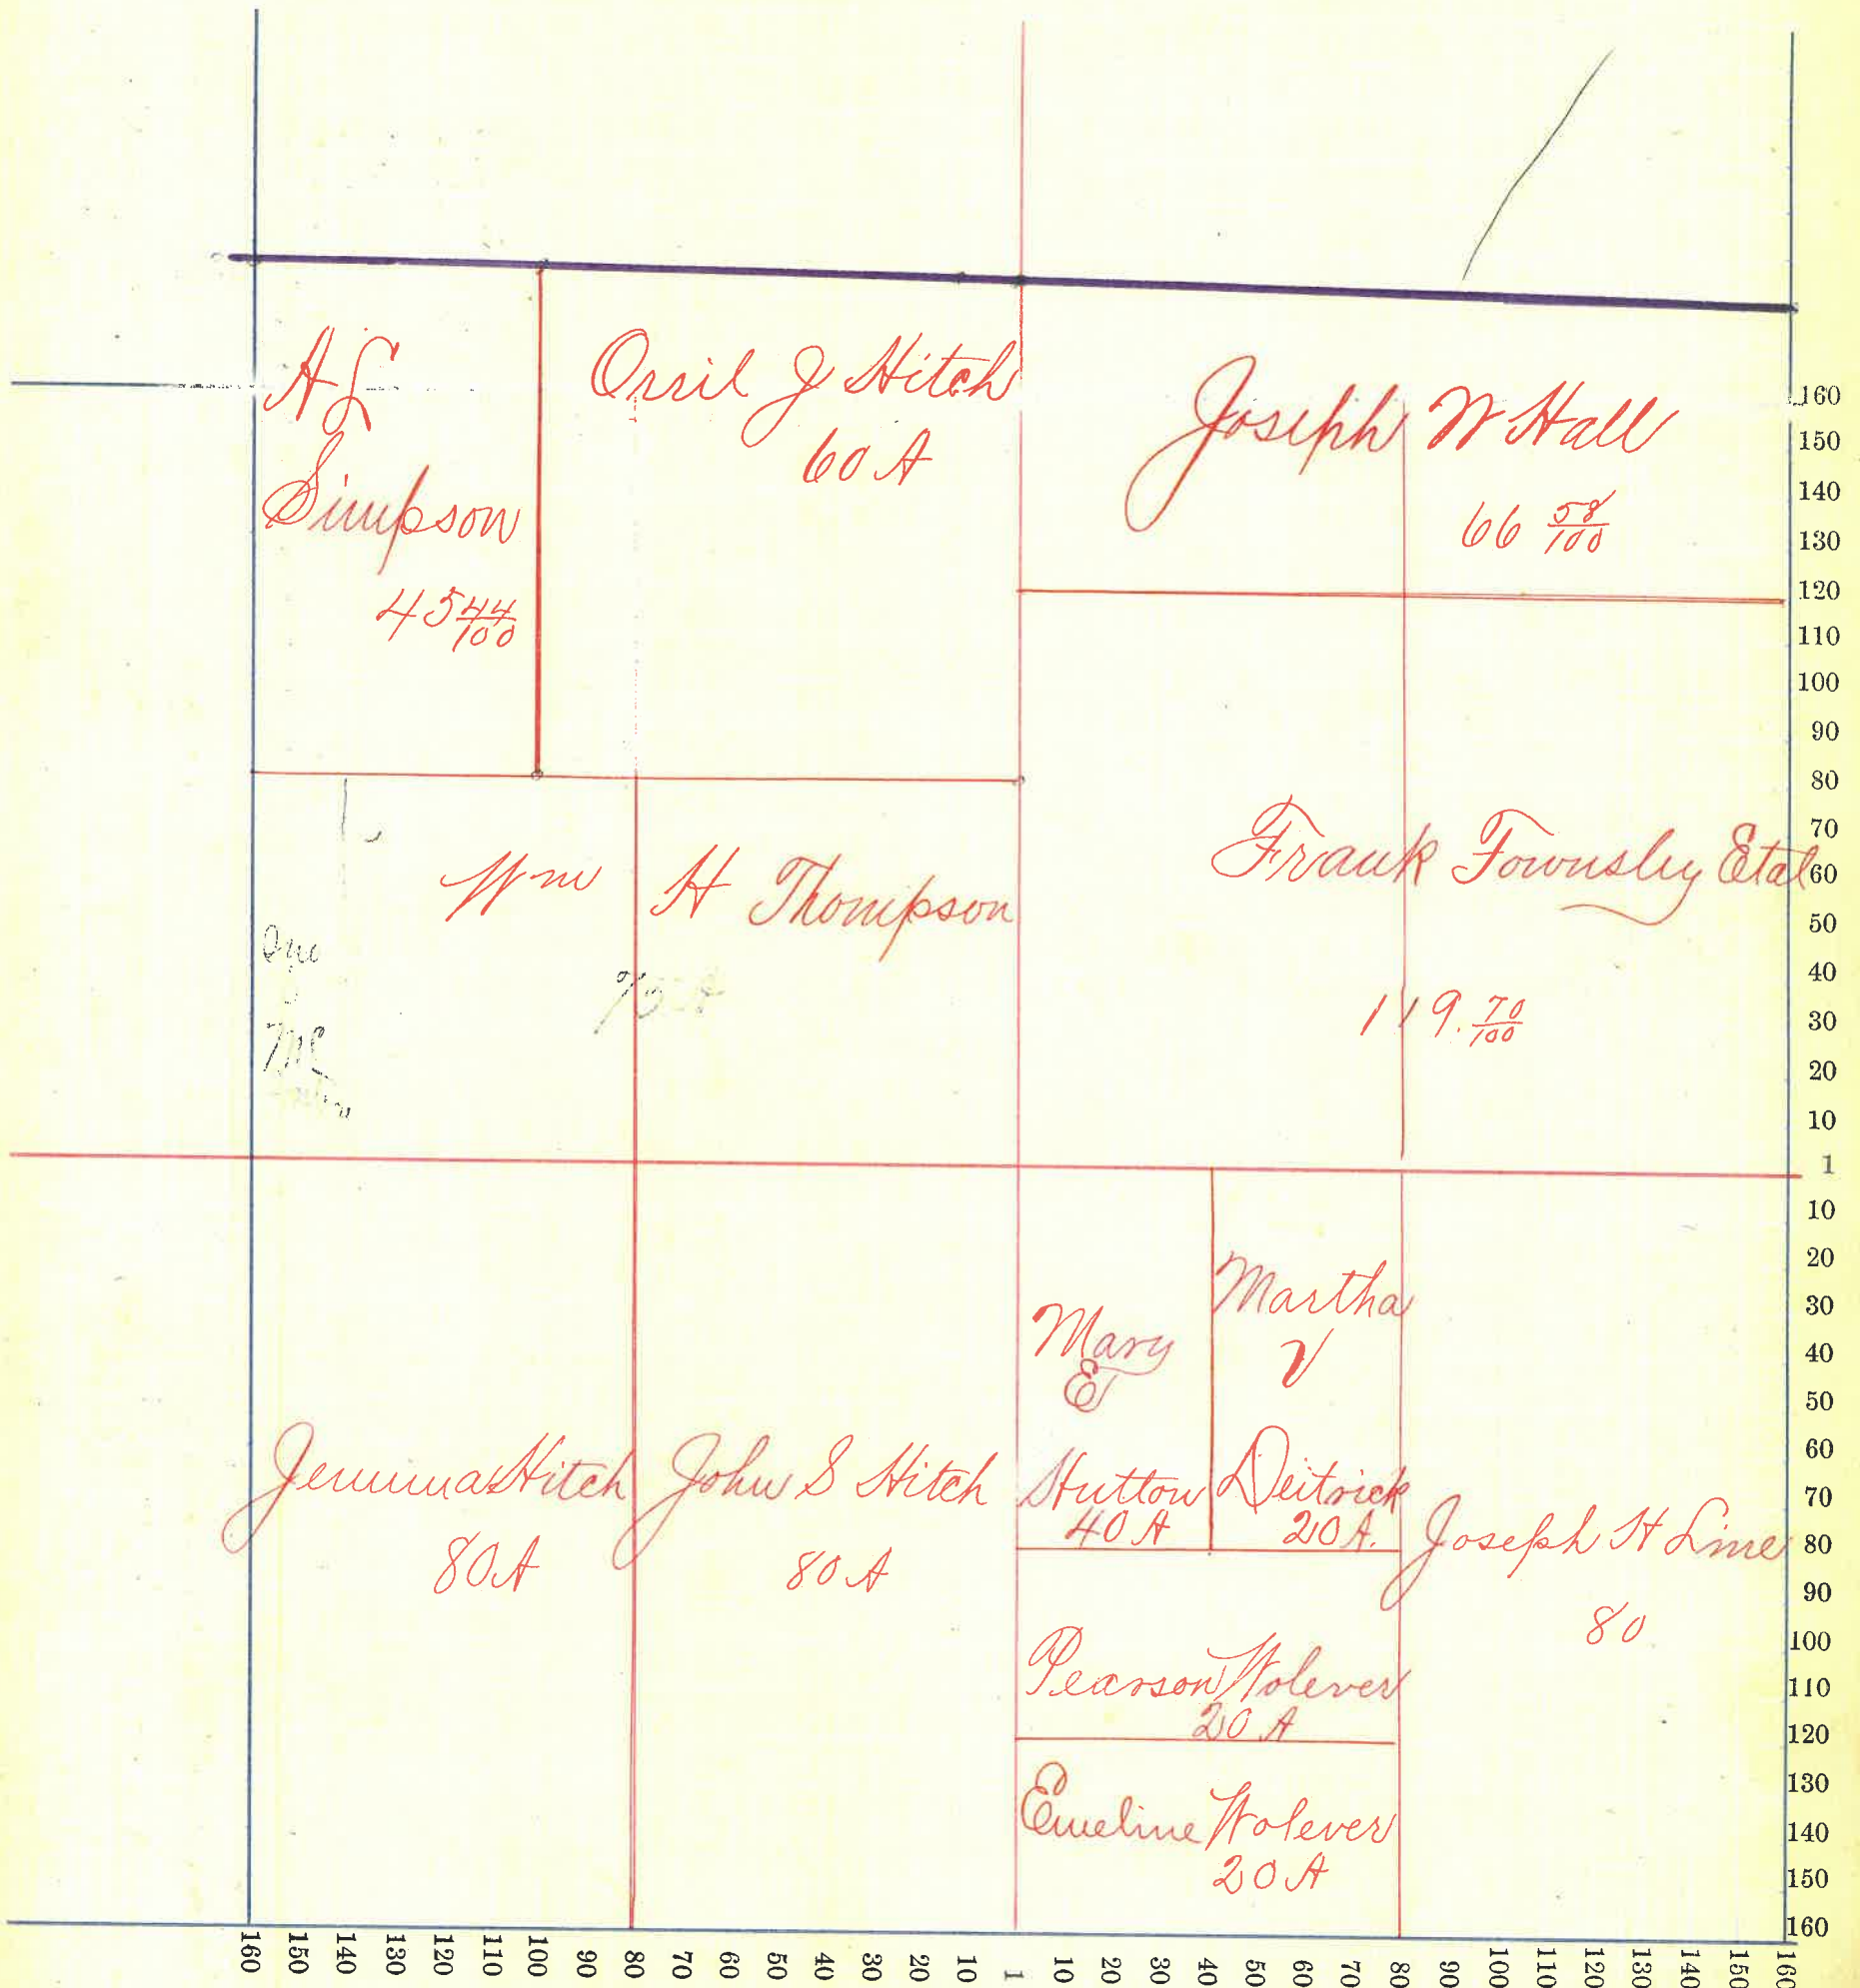 A L
Simpson
45 44/100
Orril J Hitch
60 A
Joseph W Hall
66 58/100
Wm H Thompson
Frank Townsley Etal
119. 70/100
Jemima Hitch
80 A
John S Hitch
80 A
Mary
E
Hutton
40 A
Martha
V
Deitrick
20 A.
Pearson Wolever
20 A
Emeline Wolever
20 A
Joseph H Line
80
160
150
140
130
120
110
100
90
80
70
60
50
40
30
20
10
1
10
20
30
40
50
60
70
80
90
100
110
120
130
140
150
160
160 150 140 130 120 110 100 90 80 70 60 50 40 30 20 10 1 10 20 30 40 50 60 70 80 90 100 110 120 130 140 150 160